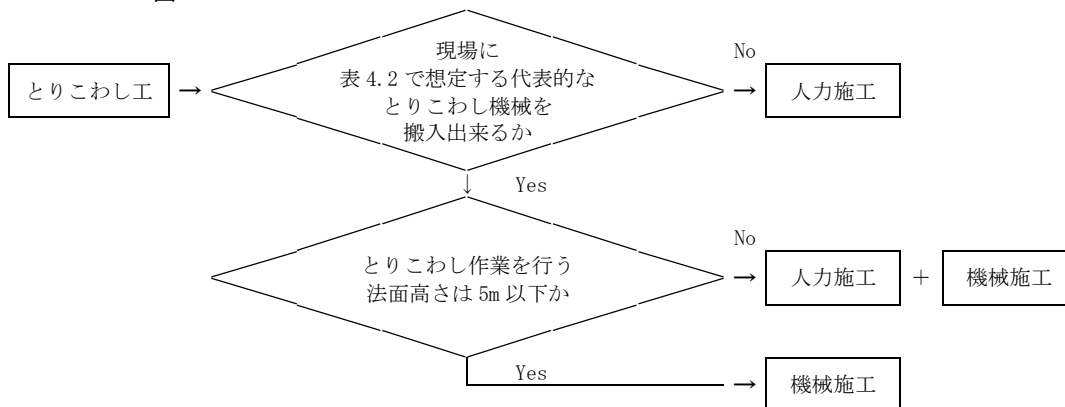 現場に
表 4.2 で想定する代表的な
とりこわし機械を
搬入出来るか
とりこわし工
→
No
→
人力施工
↓ Yes
とりこわし作業を行う
法面高さは 5m 以下か
No
→
人力施工 + 機械施工
Yes
→
機械施工